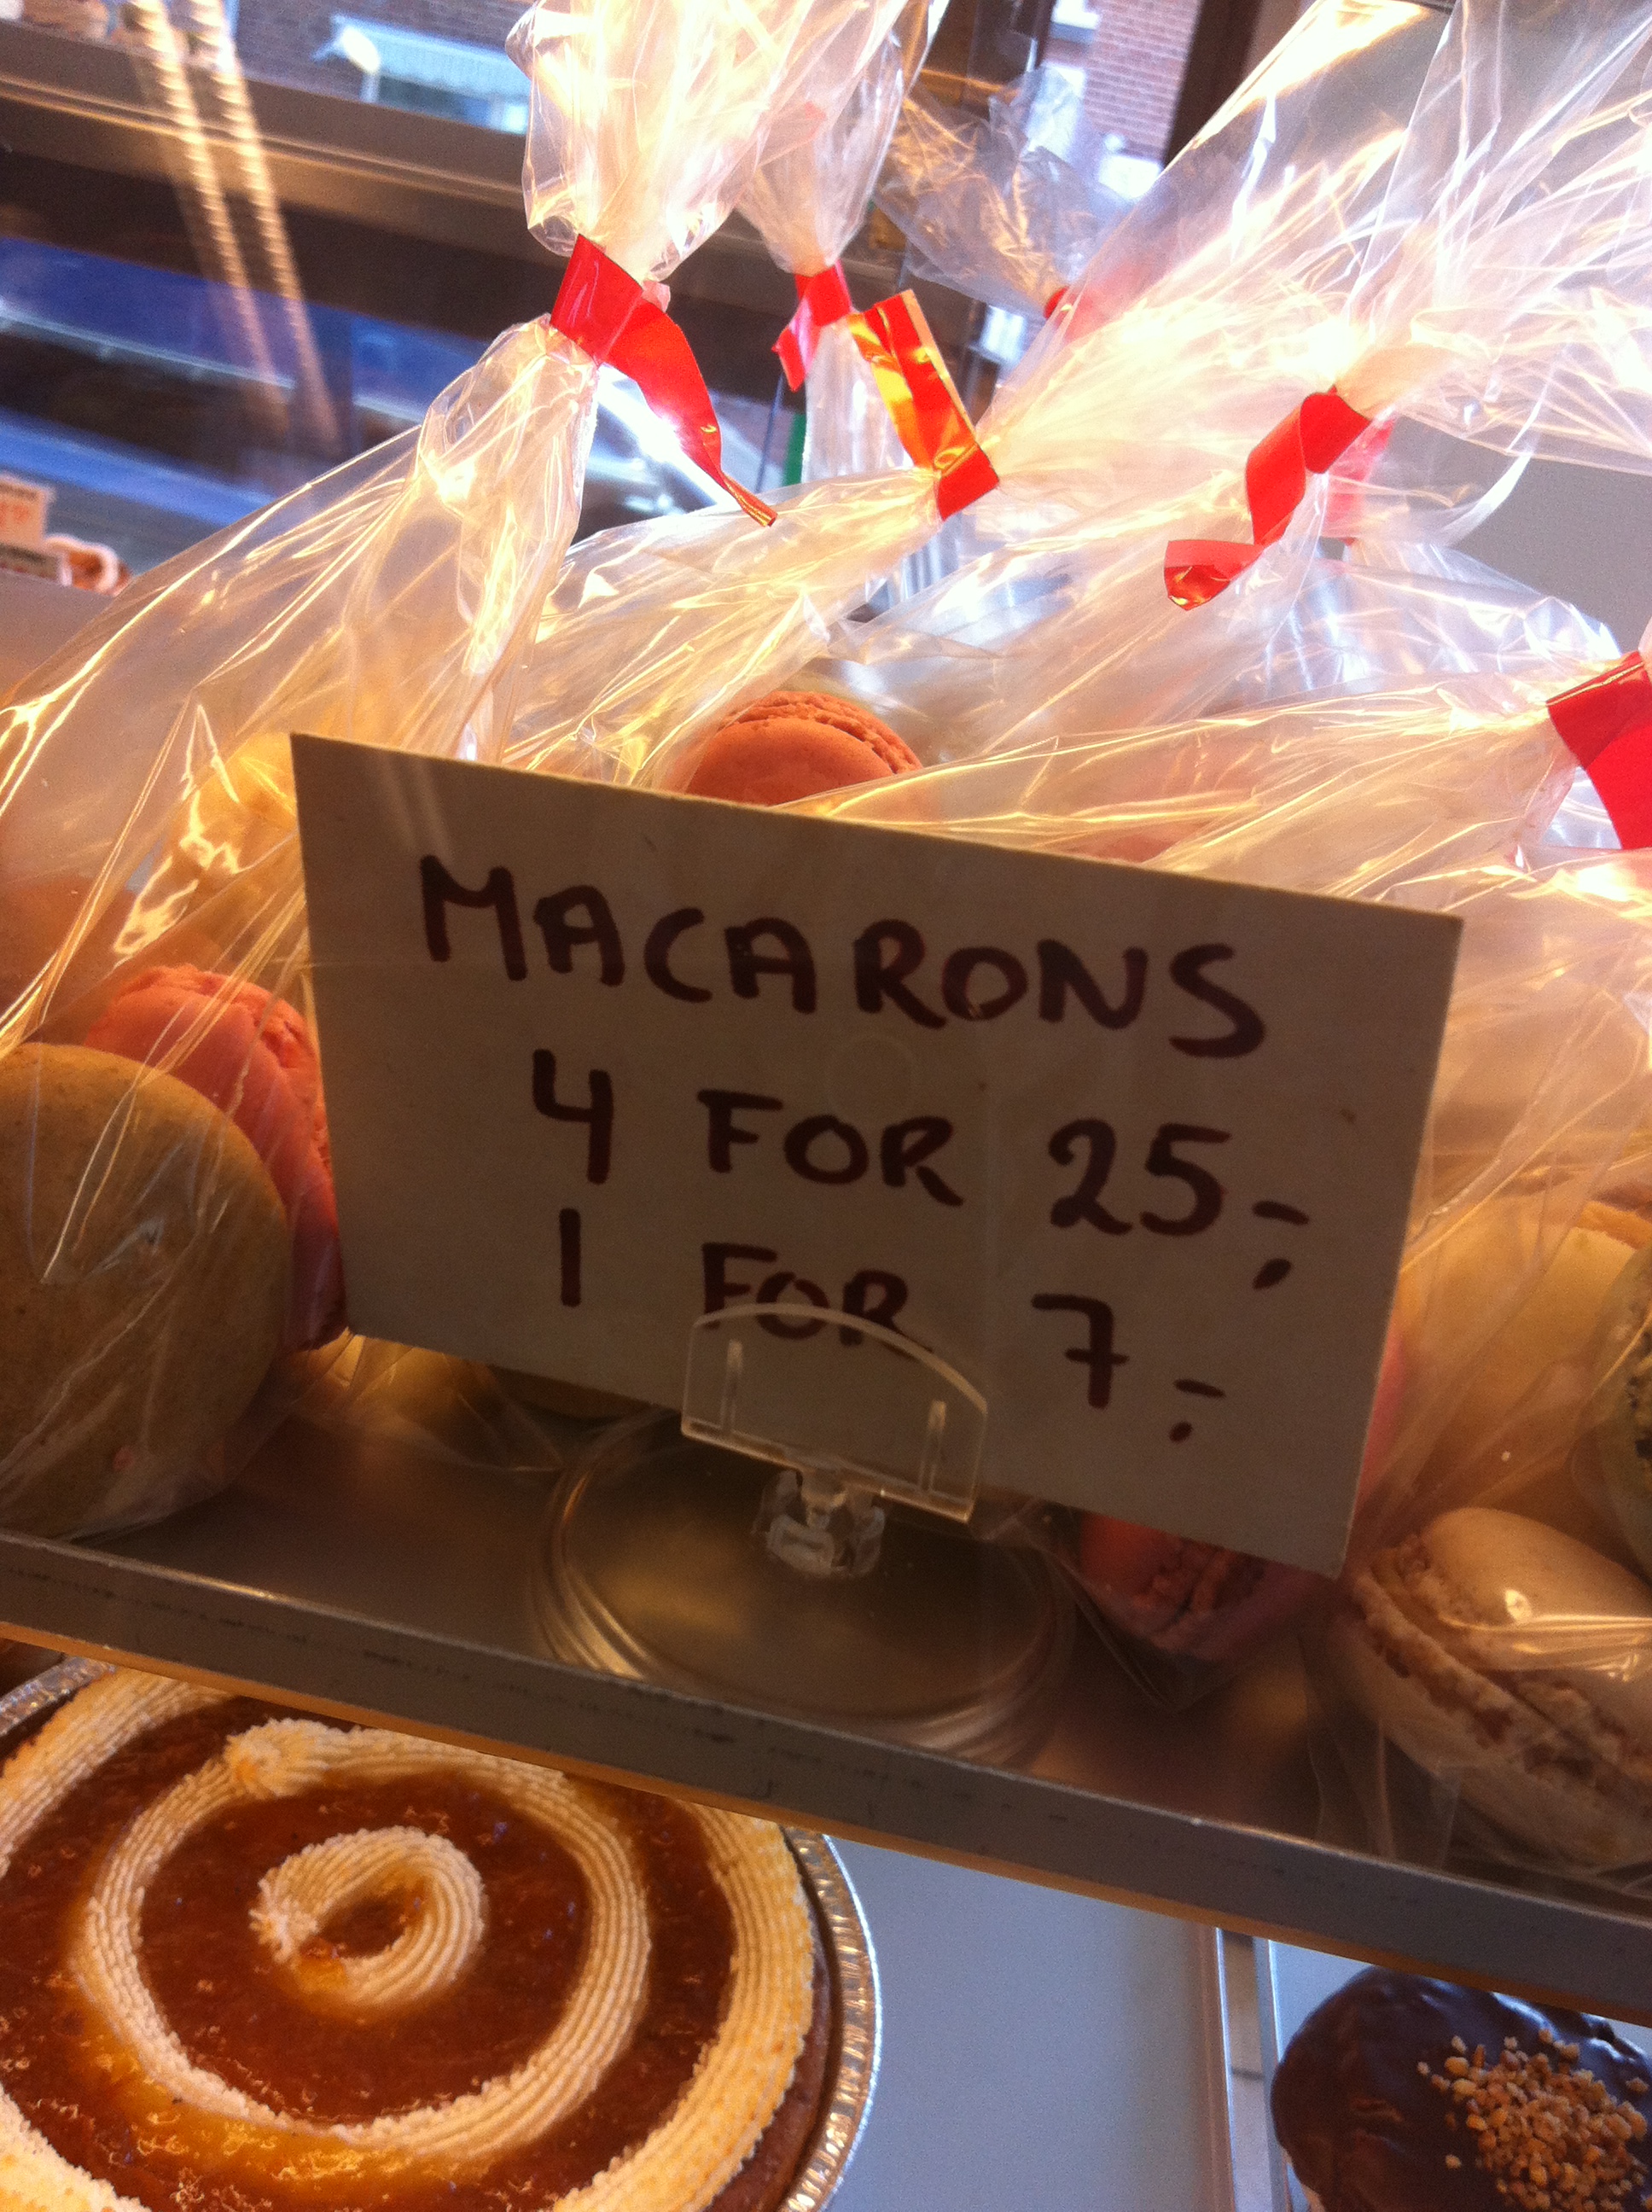 MACARONS
4 FOR 25,-
1 FOR 7,-